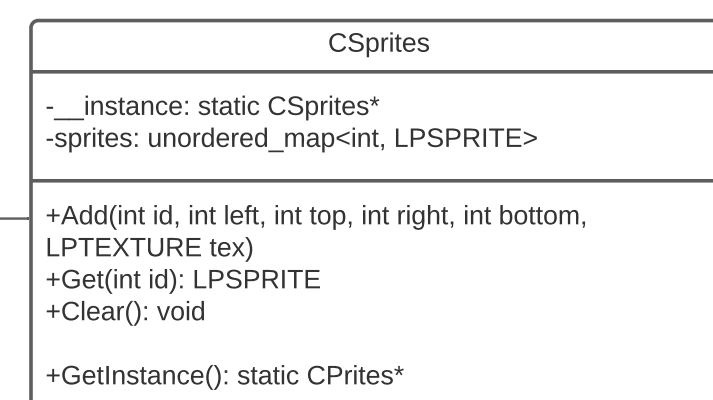 CSprites
-__instance: static CSprites*
-sprites: unordered_map<int, LPSPRITE>
+Add(int id, int left, int top, int right, int bottom,
LPTEXTURE tex)
+Get(int id): LPSPRITE
+Clear(): void
+GetInstance(): static CPrites*